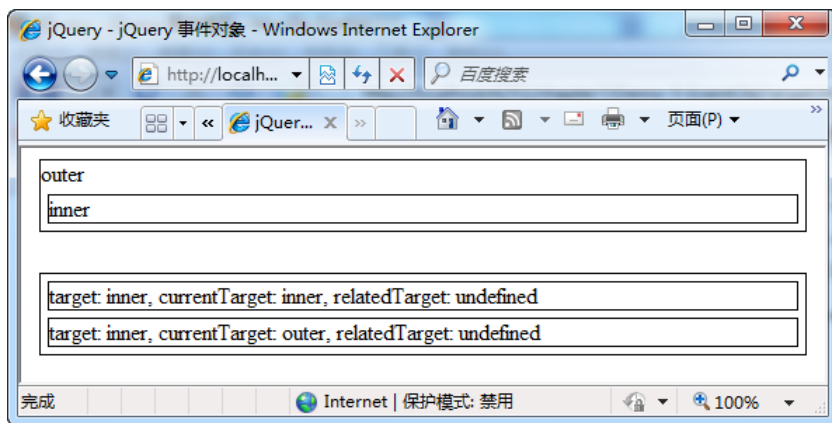 jQuery - jQuery 事件对象 - Windows Internet Explorer
http://localh... 百度搜索
收藏夹 « jQuer... x » 页面(P) »
outer
inner
target: inner, currentTarget: inner, relatedTarget: undefined
target: inner, currentTarget: outer, relatedTarget: undefined
完成 Internet | 保护模式: 禁用 100%